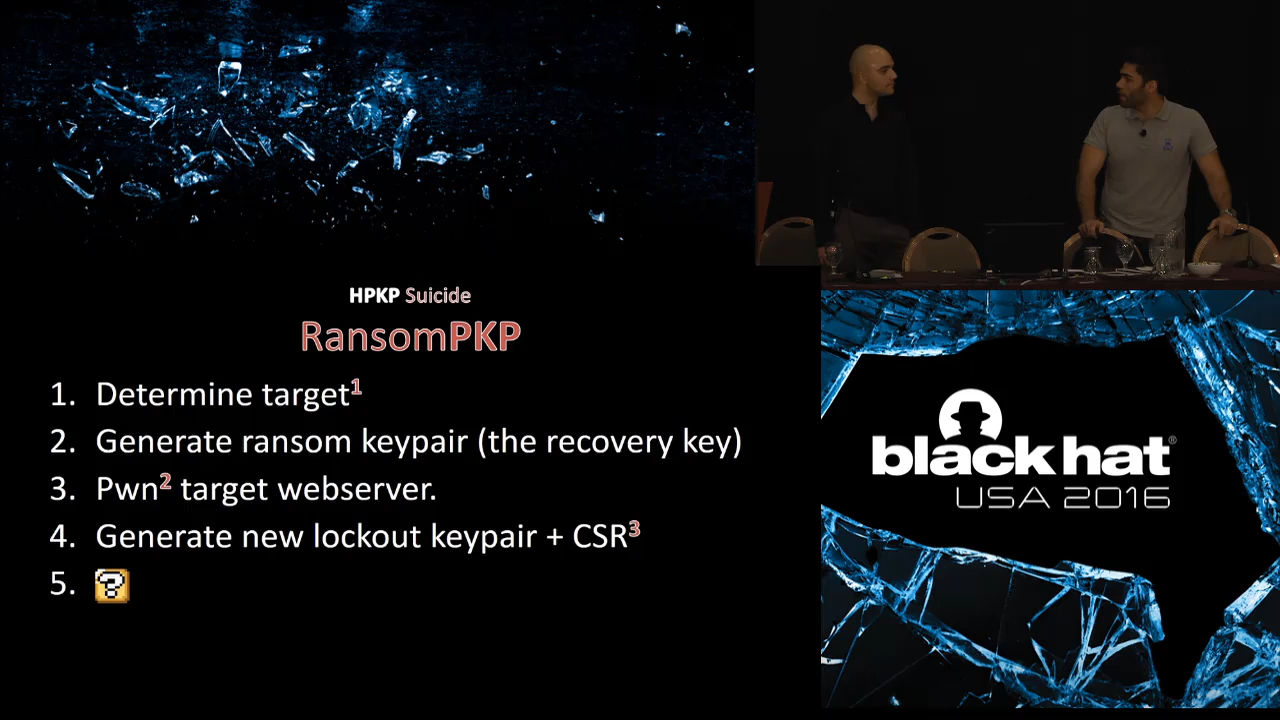 HPKP Suicide
RansomPKP
1. Determine target1
2. Generate ransom keypair (the recovery key)
3. Pwn2 target webserver.
4. Generate new lockout keypair + CSR3
5. ?
black hat®
USA 2016